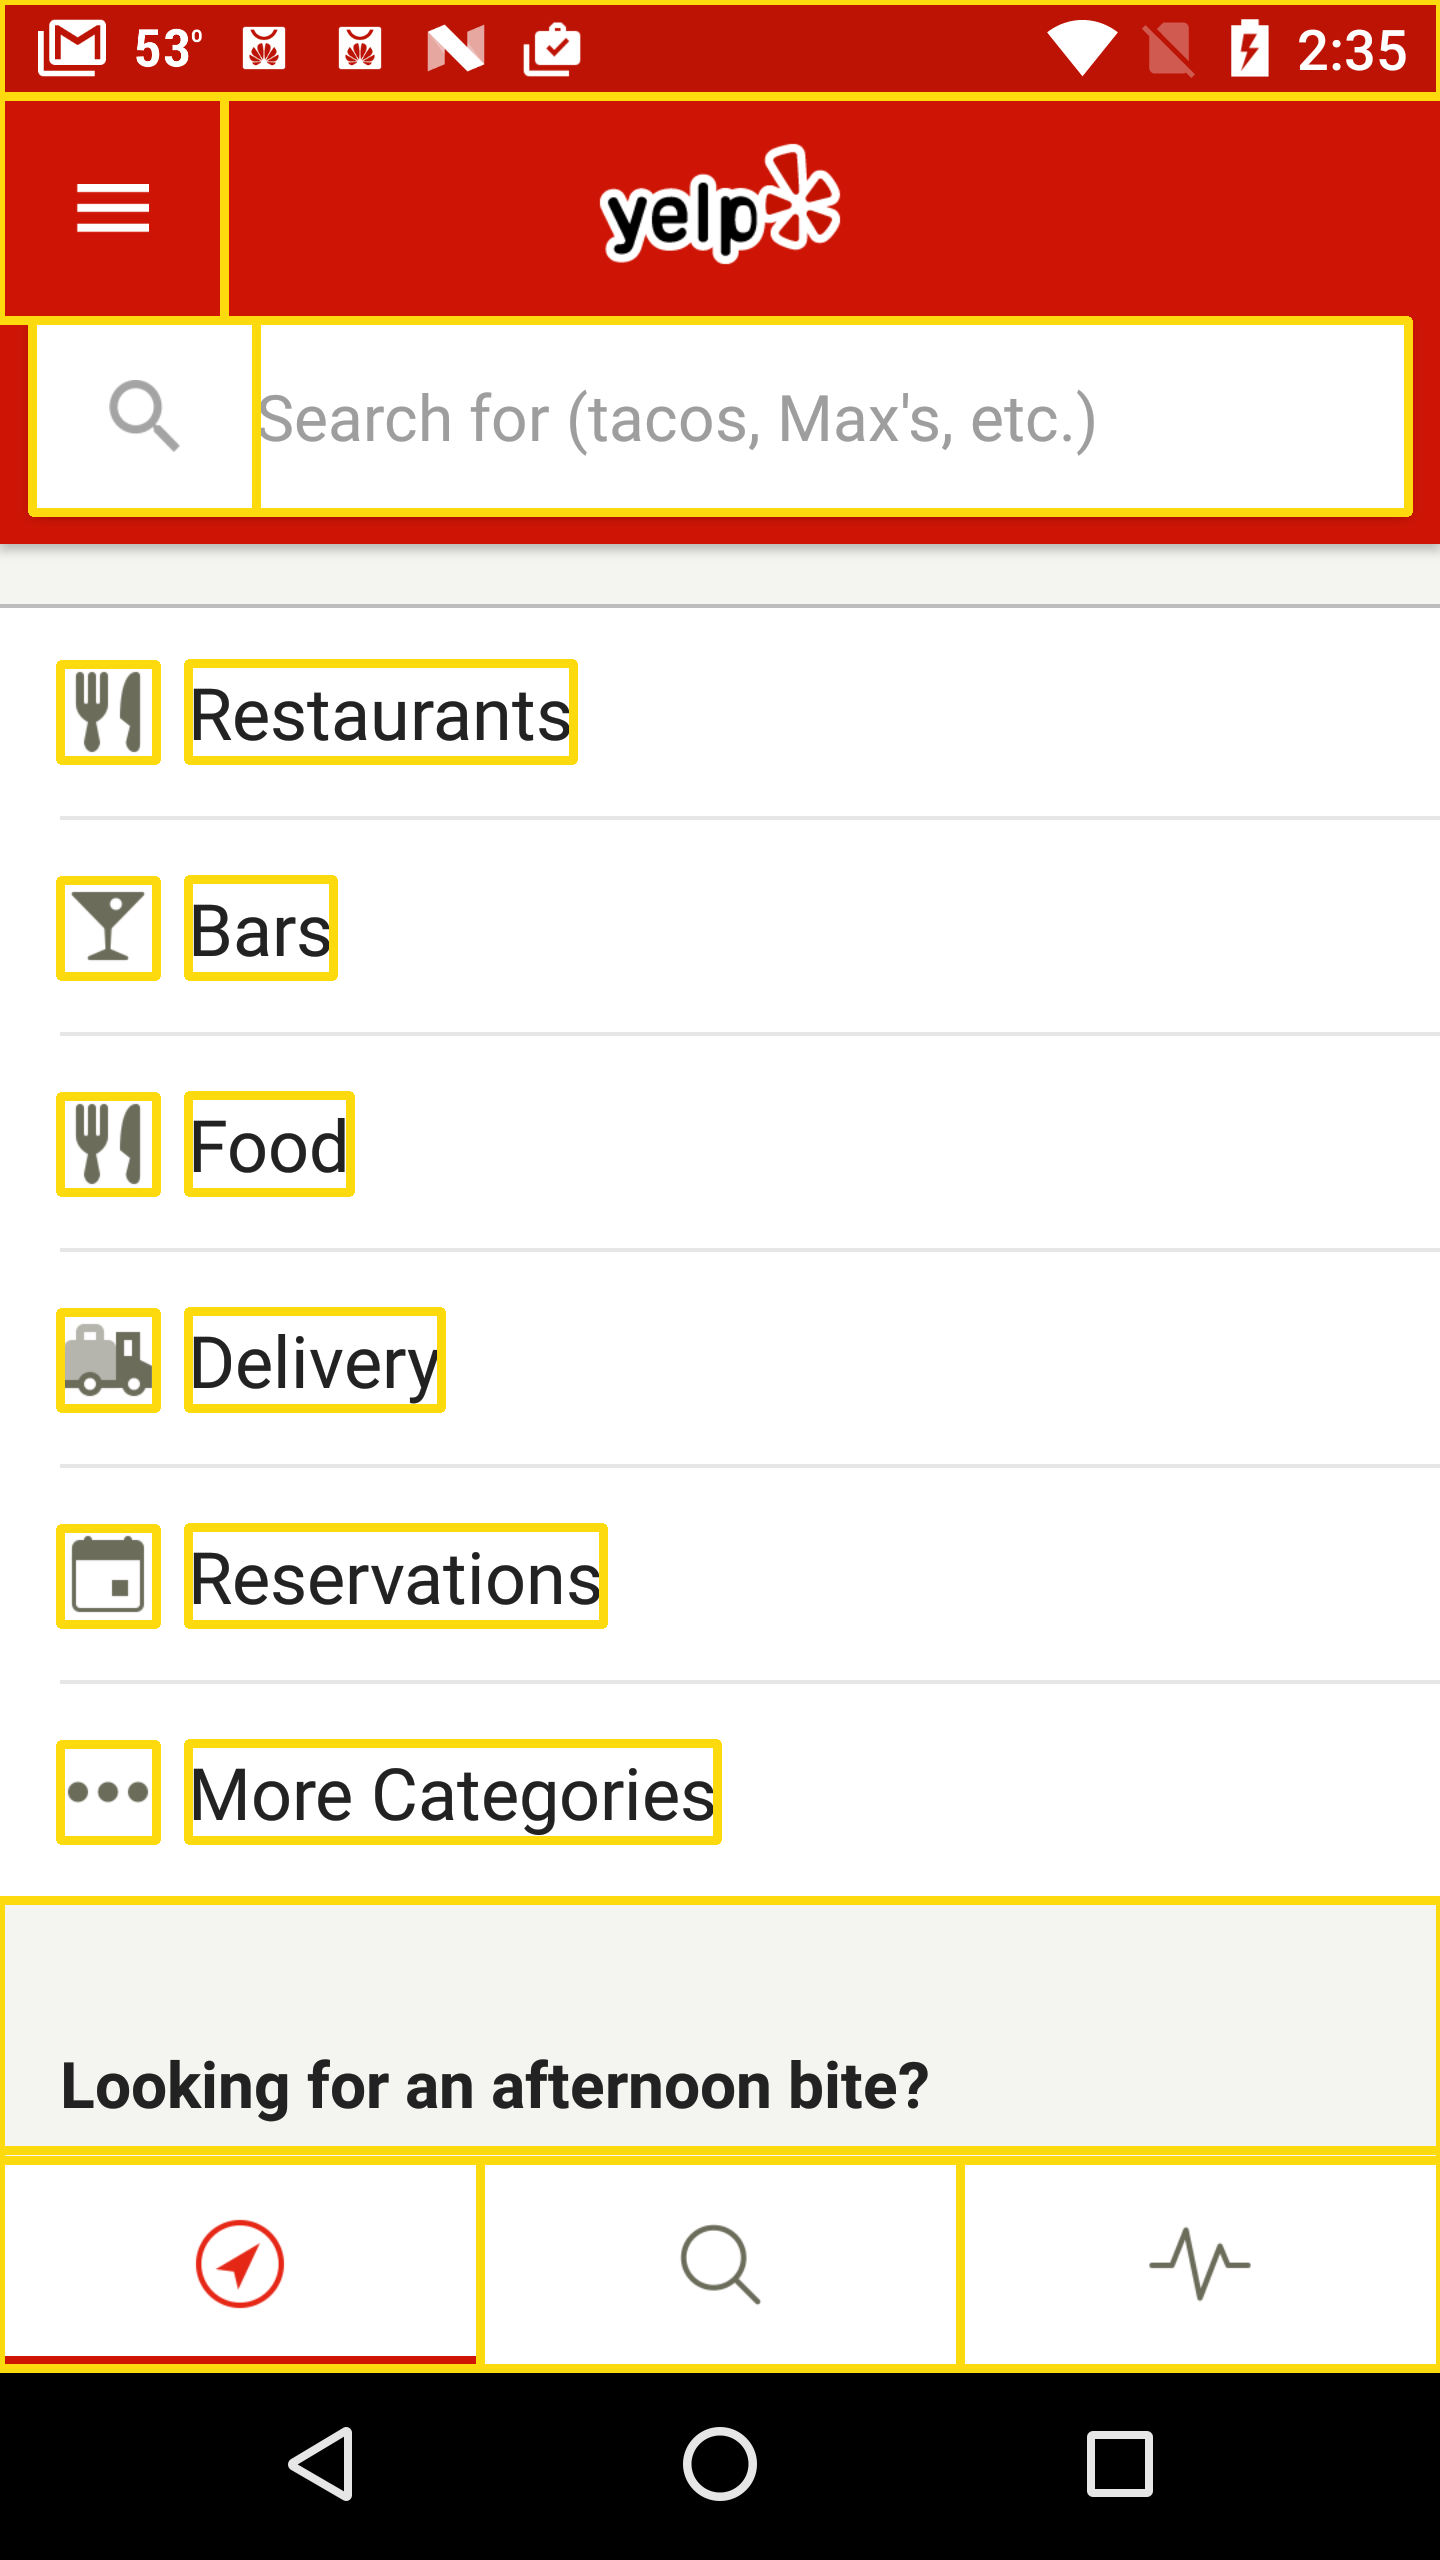 53° 2:35
yelp
Search for (tacos, Max's, etc.)
Restaurants
Bars
Food
Delivery
Reservations
More Categories
Looking for an afternoon bite?